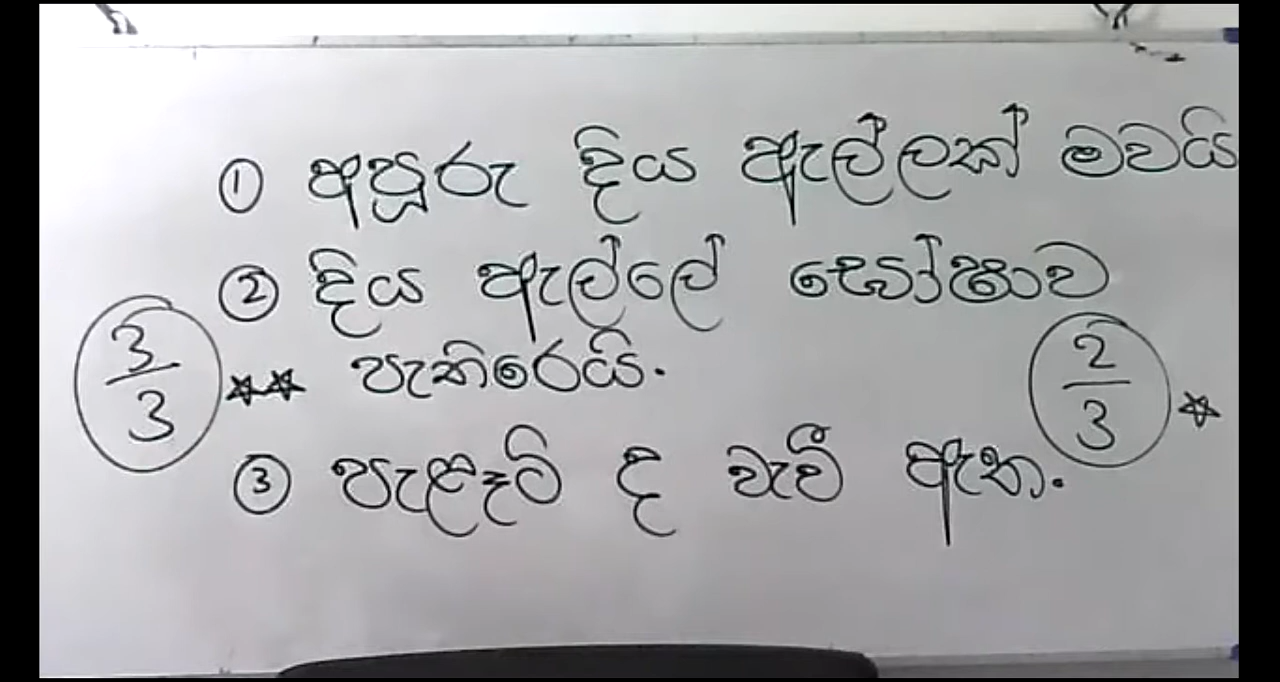 ① අපූරු දිය ඇල්ලක් මවයි
② දිය ඇල්ලේ ඝෝෂාව
3/3 ☆☆ පැතිරෙයි. 2/3 ☆
③ පැළෑටි ද වැවී ඇත.